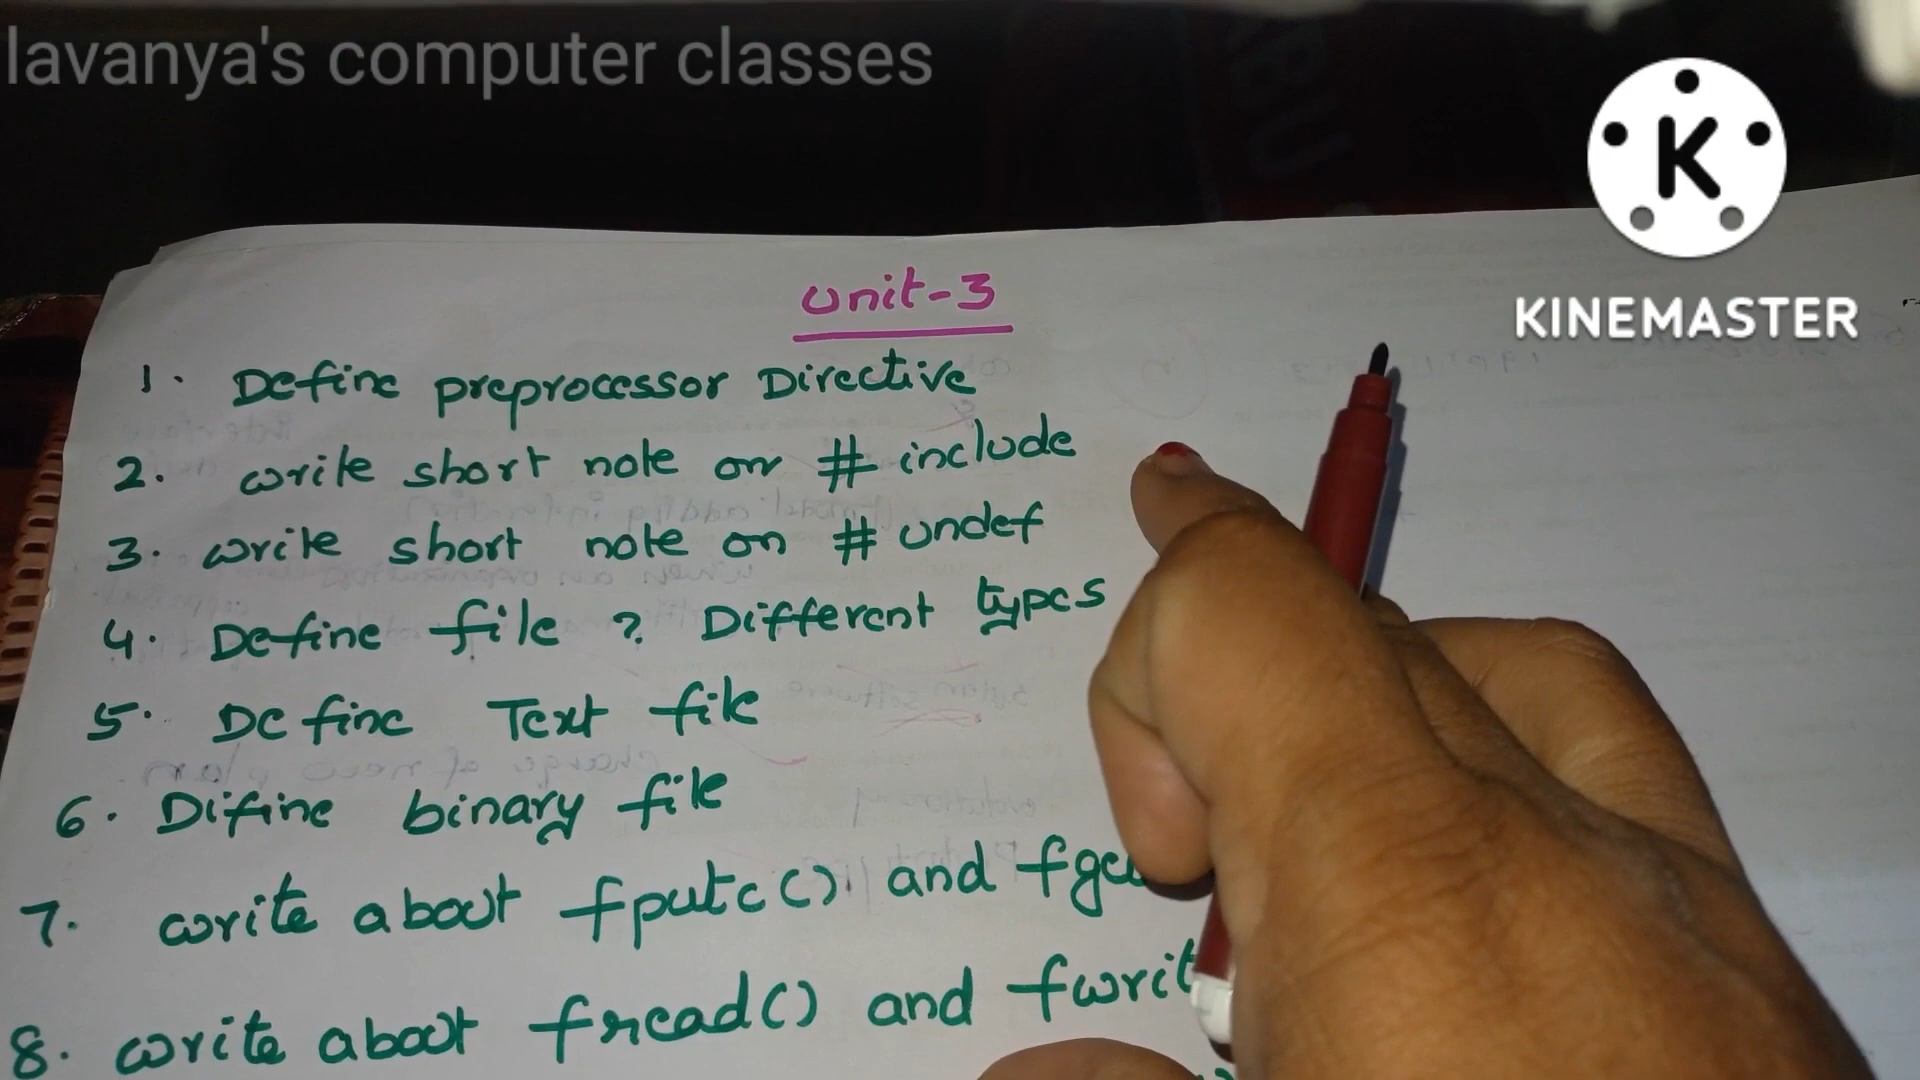 lavanya's computer classes
K
KINEMASTER
Unit-3
1. Define preprocessor Directive
2. write short note on # include
3. write short note on # undef
4. Define file ? Different types
5. Define Text file
6. Difine binary file
7. write about fputc() and
8. write about fread() and